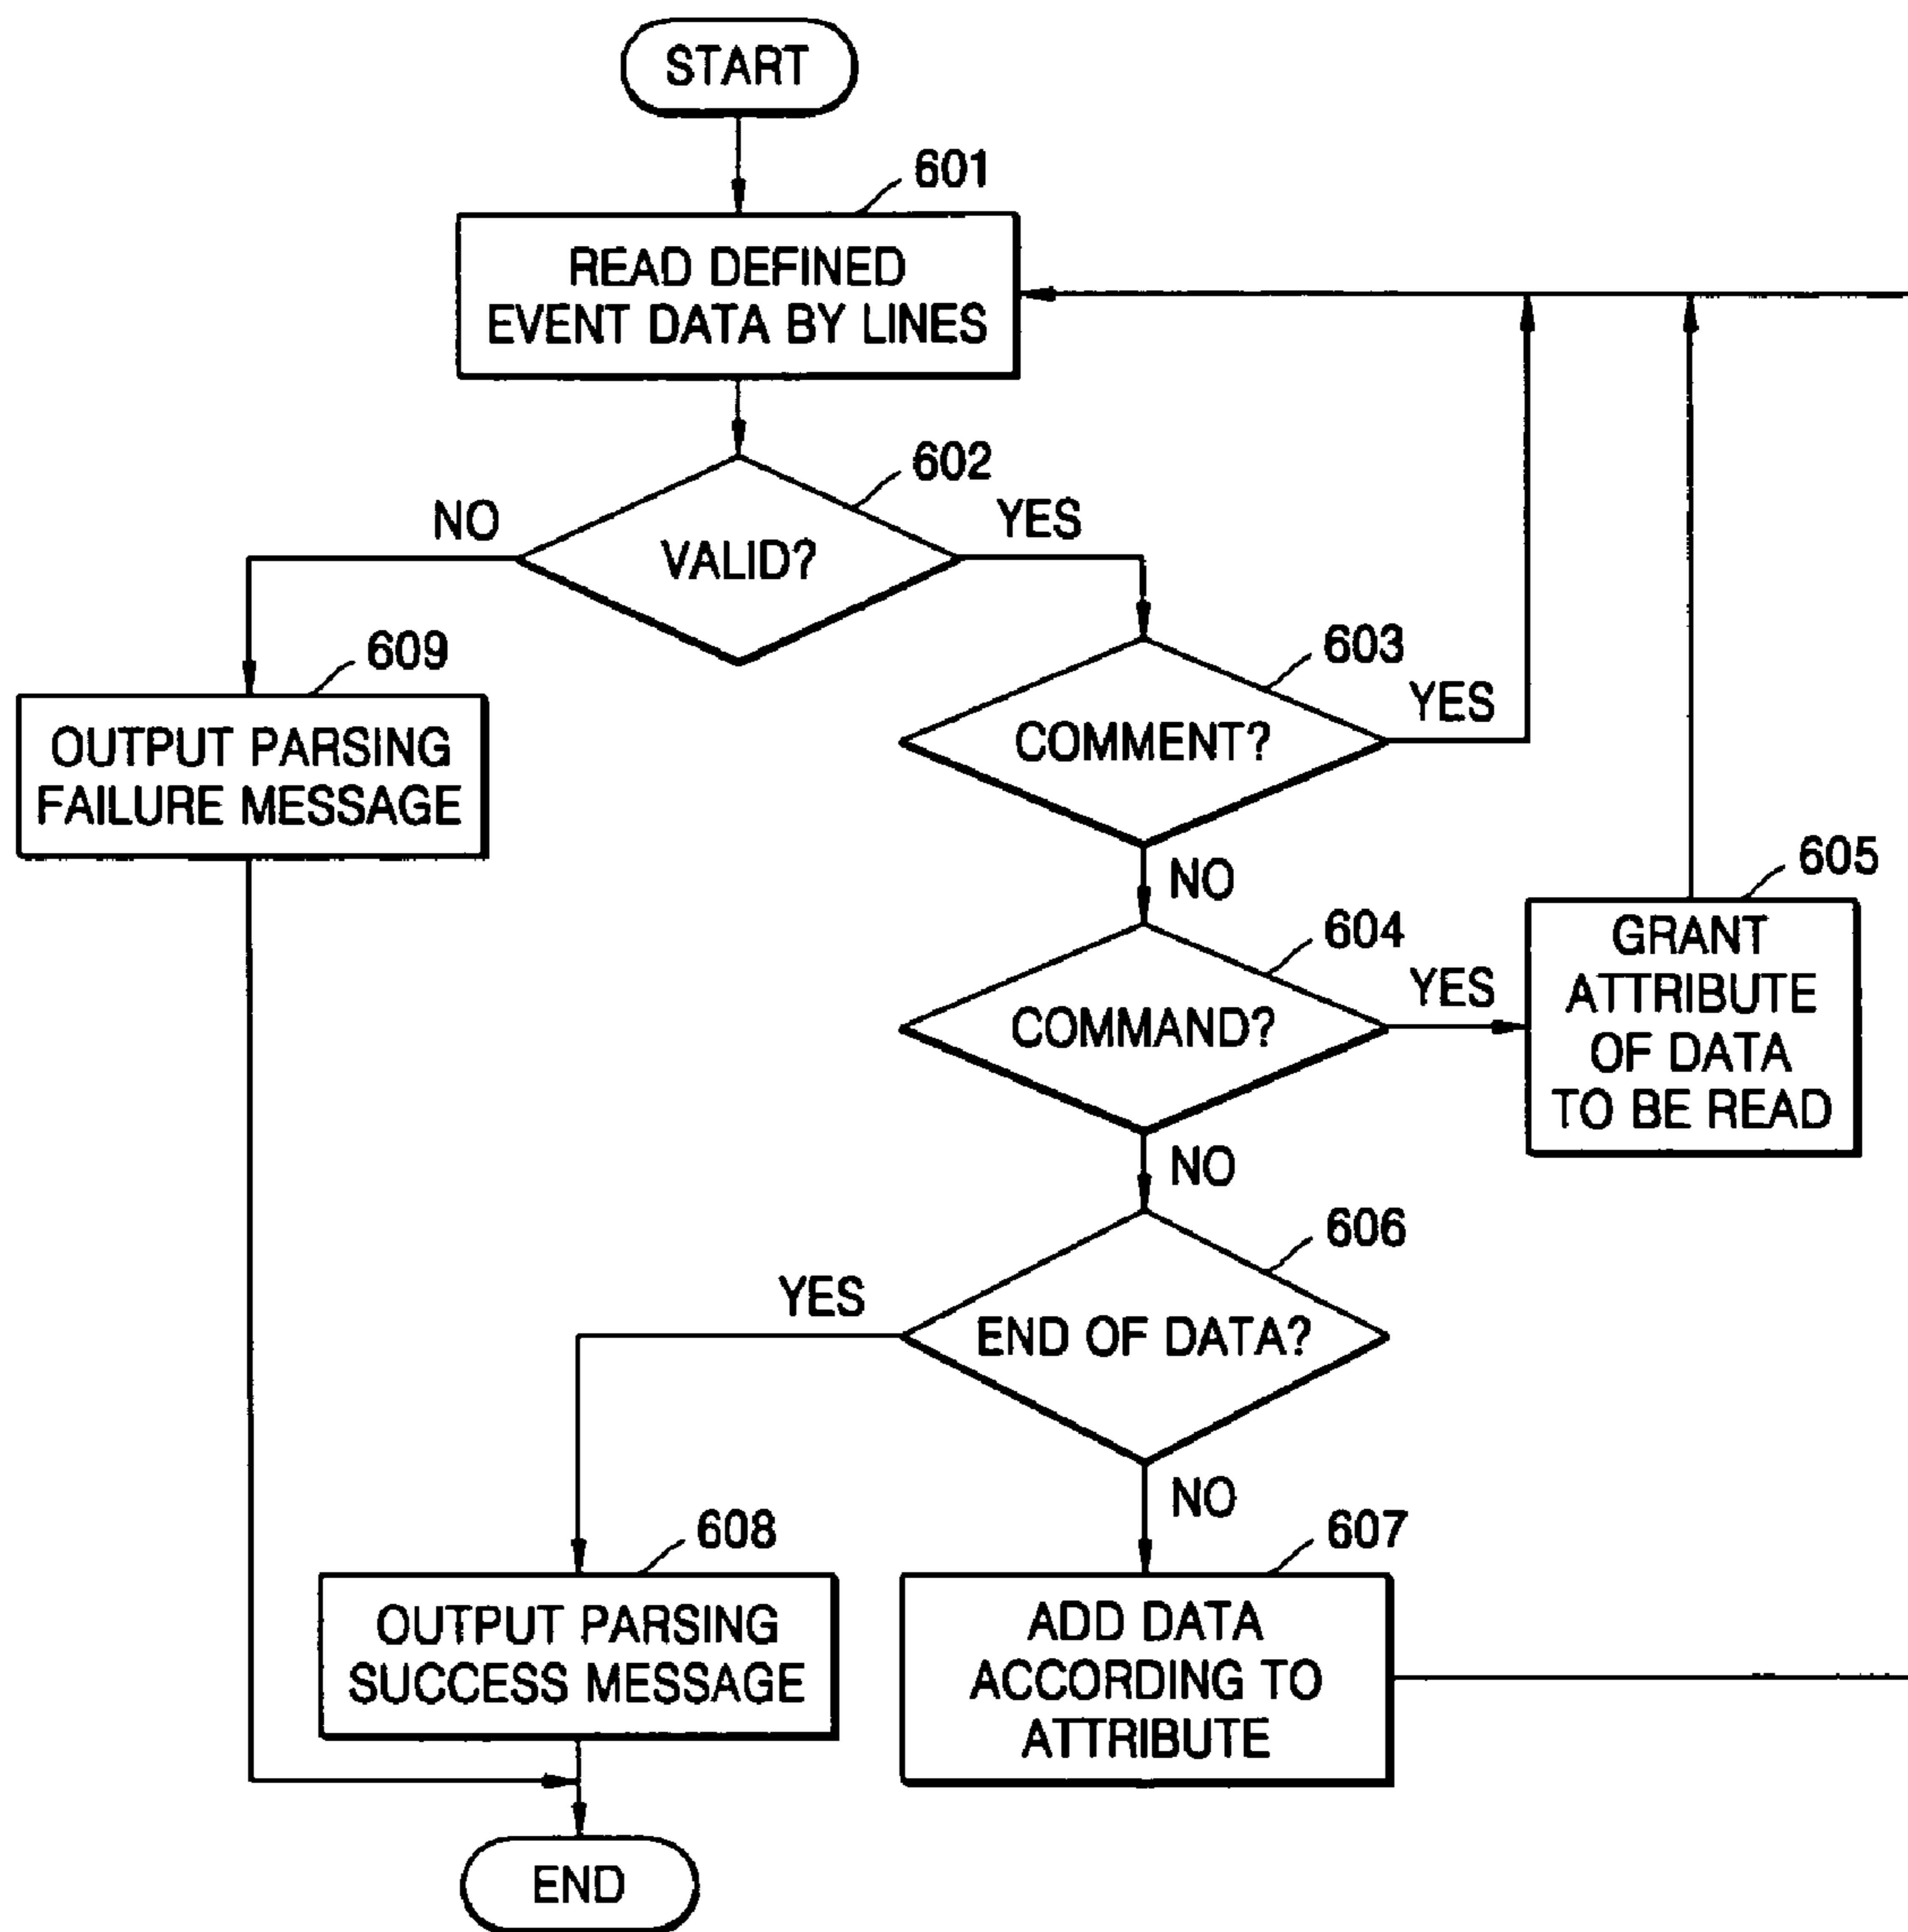 START
601
READ DEFINED
EVENT DATA BY LINES
602
NO
YES
VALID?
609
603
OUTPUT PARSING
FAILURE MESSAGE
YES
COMMENT?
NO
605
604
GRANT
ATTRIBUTE
OF DATA
TO BE READ
YES
COMMAND?
NO
606
YES
END OF DATA?
NO
608
607
OUTPUT PARSING
SUCCESS MESSAGE
ADD DATA
ACCORDING TO
ATTRIBUTE
END